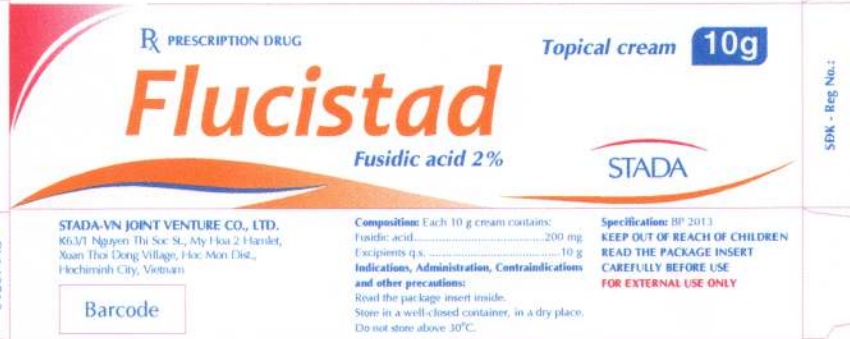 ℞ PRESCRIPTION DRUG
Topical cream 10g
Flucistad
Fusidic acid 2%
STADA
SĐK - Reg No.:
STADA-VN JOINT VENTURE CO., LTD.
K63/1 Nguyen Thi Soc St., My Hoa 2 Hamlet,
Xuan Thoi Dong Village, Hoc Mon Dist.,
Hochiminh City, Vietnam
Barcode
Composition: Each 10 g cream contains:
Fusidic acid..............................200 mg
Excipients q.s. ..............................10 g
Indications, Administration, Contraindications
and other precautions:
Read the package insert inside.
Store in a well-closed container, in a dry place.
Do not store above 30°C.
Specification: BP 2013
KEEP OUT OF REACH OF CHILDREN
READ THE PACKAGE INSERT
CAREFULLY BEFORE USE
FOR EXTERNAL USE ONLY